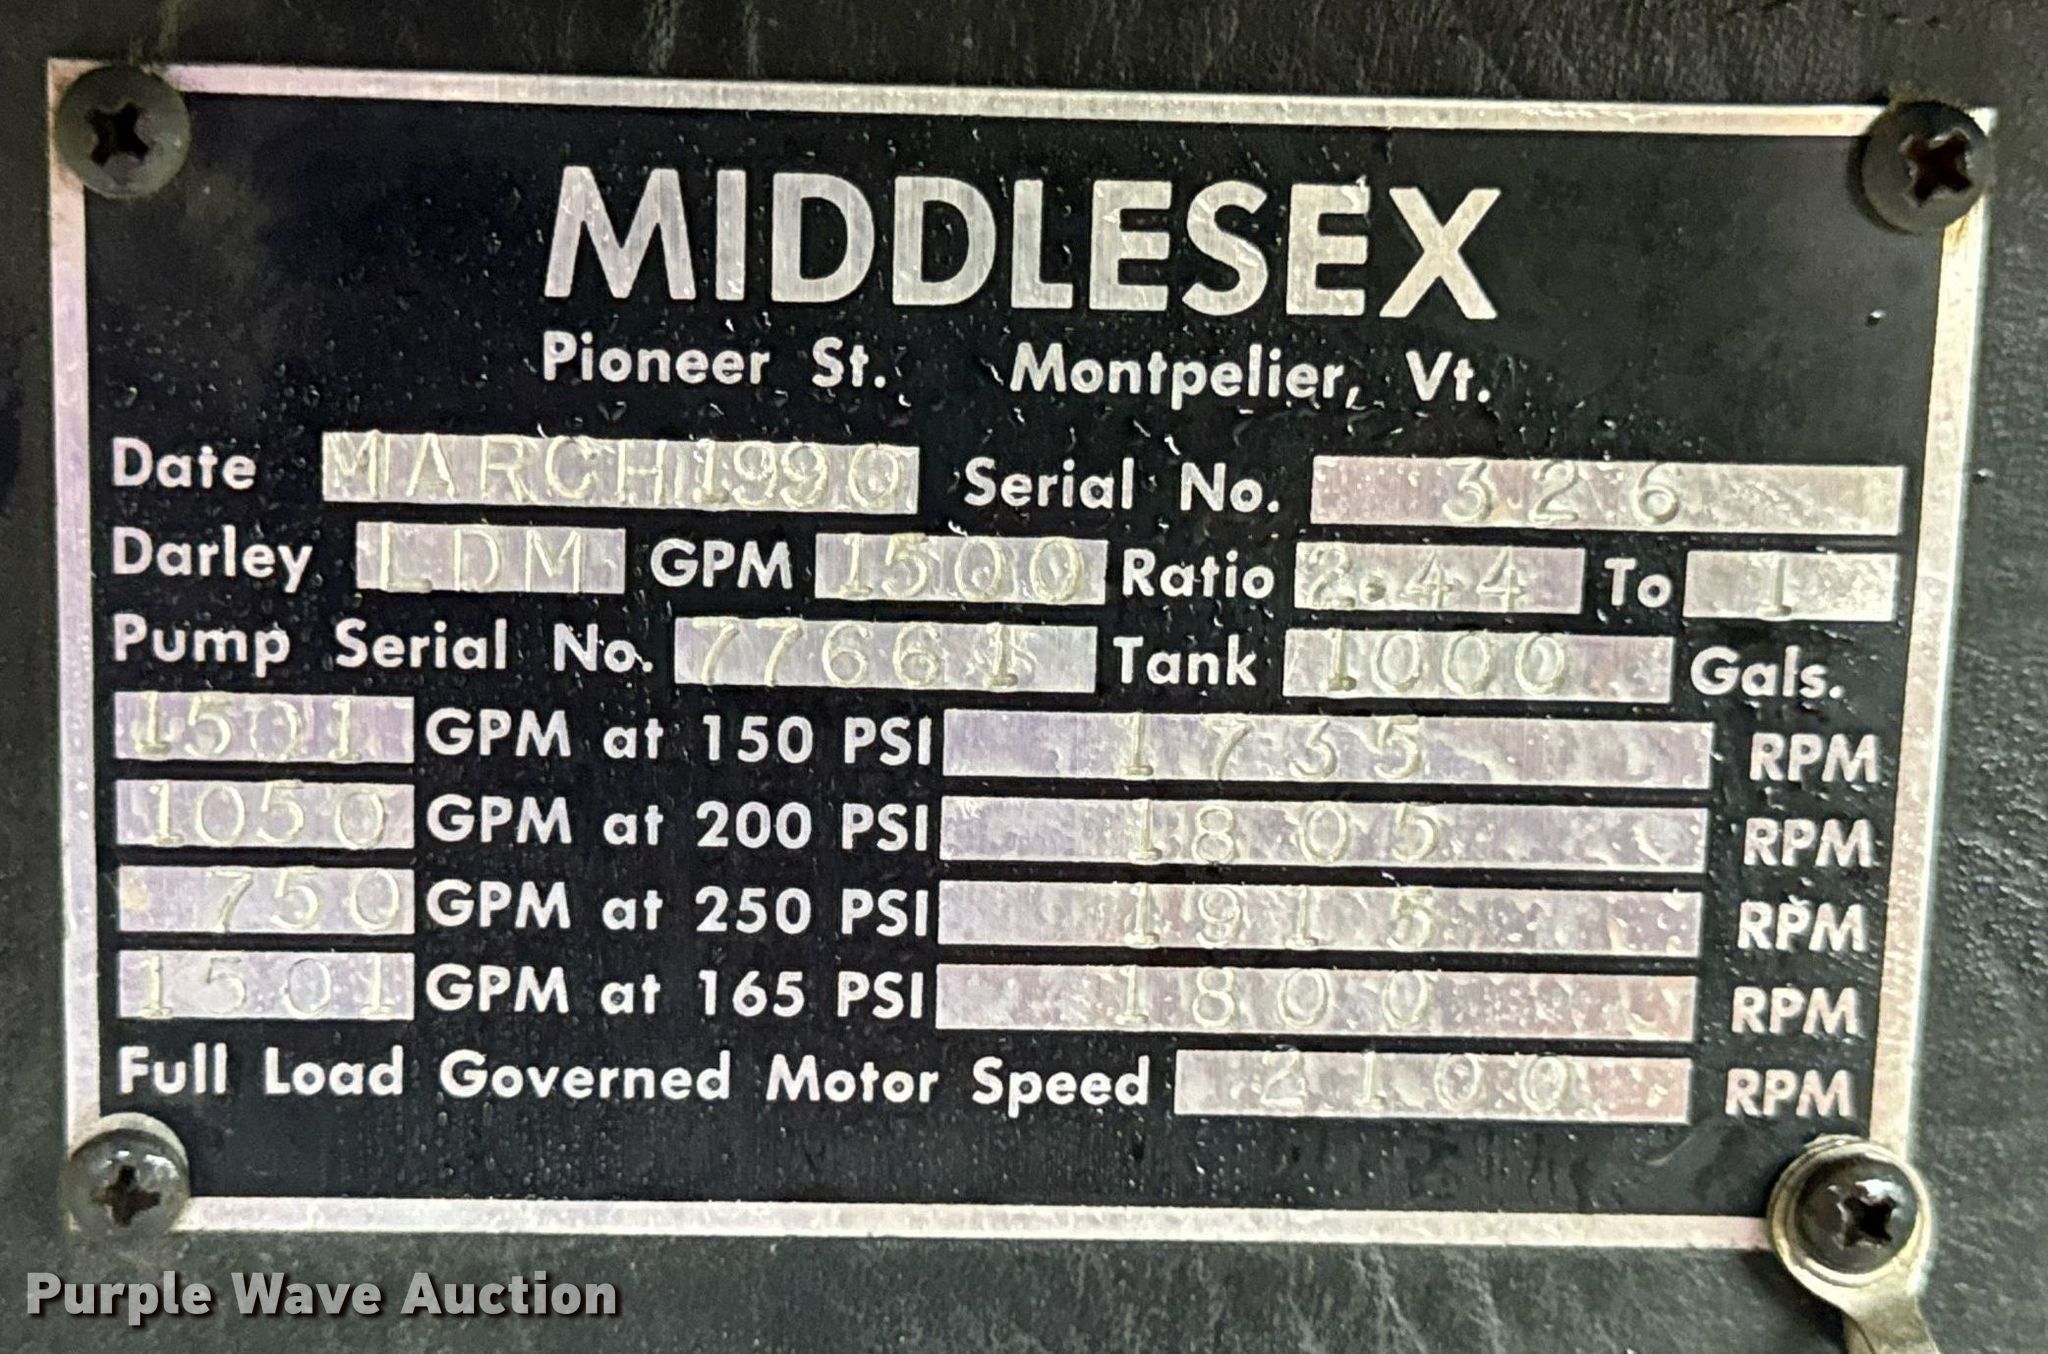 MIDDLESEX
Pioneer St. Montpelier, Vt.
Date MARCH 1990 Serial No. 326
Darley LDM GPM 1500 Ratio 2.44 To 1
Pump Serial No. 77661 Tank 1000 Gals.
1501 GPM at 150 PSI 1735 RPM
1050 GPM at 200 PSI 1805 RPM
750 GPM at 250 PSI 1915 RPM
1501 GPM at 165 PSI 1800 RPM
Full Load Governed Motor Speed 2100 RPM
Purple Wave Auction